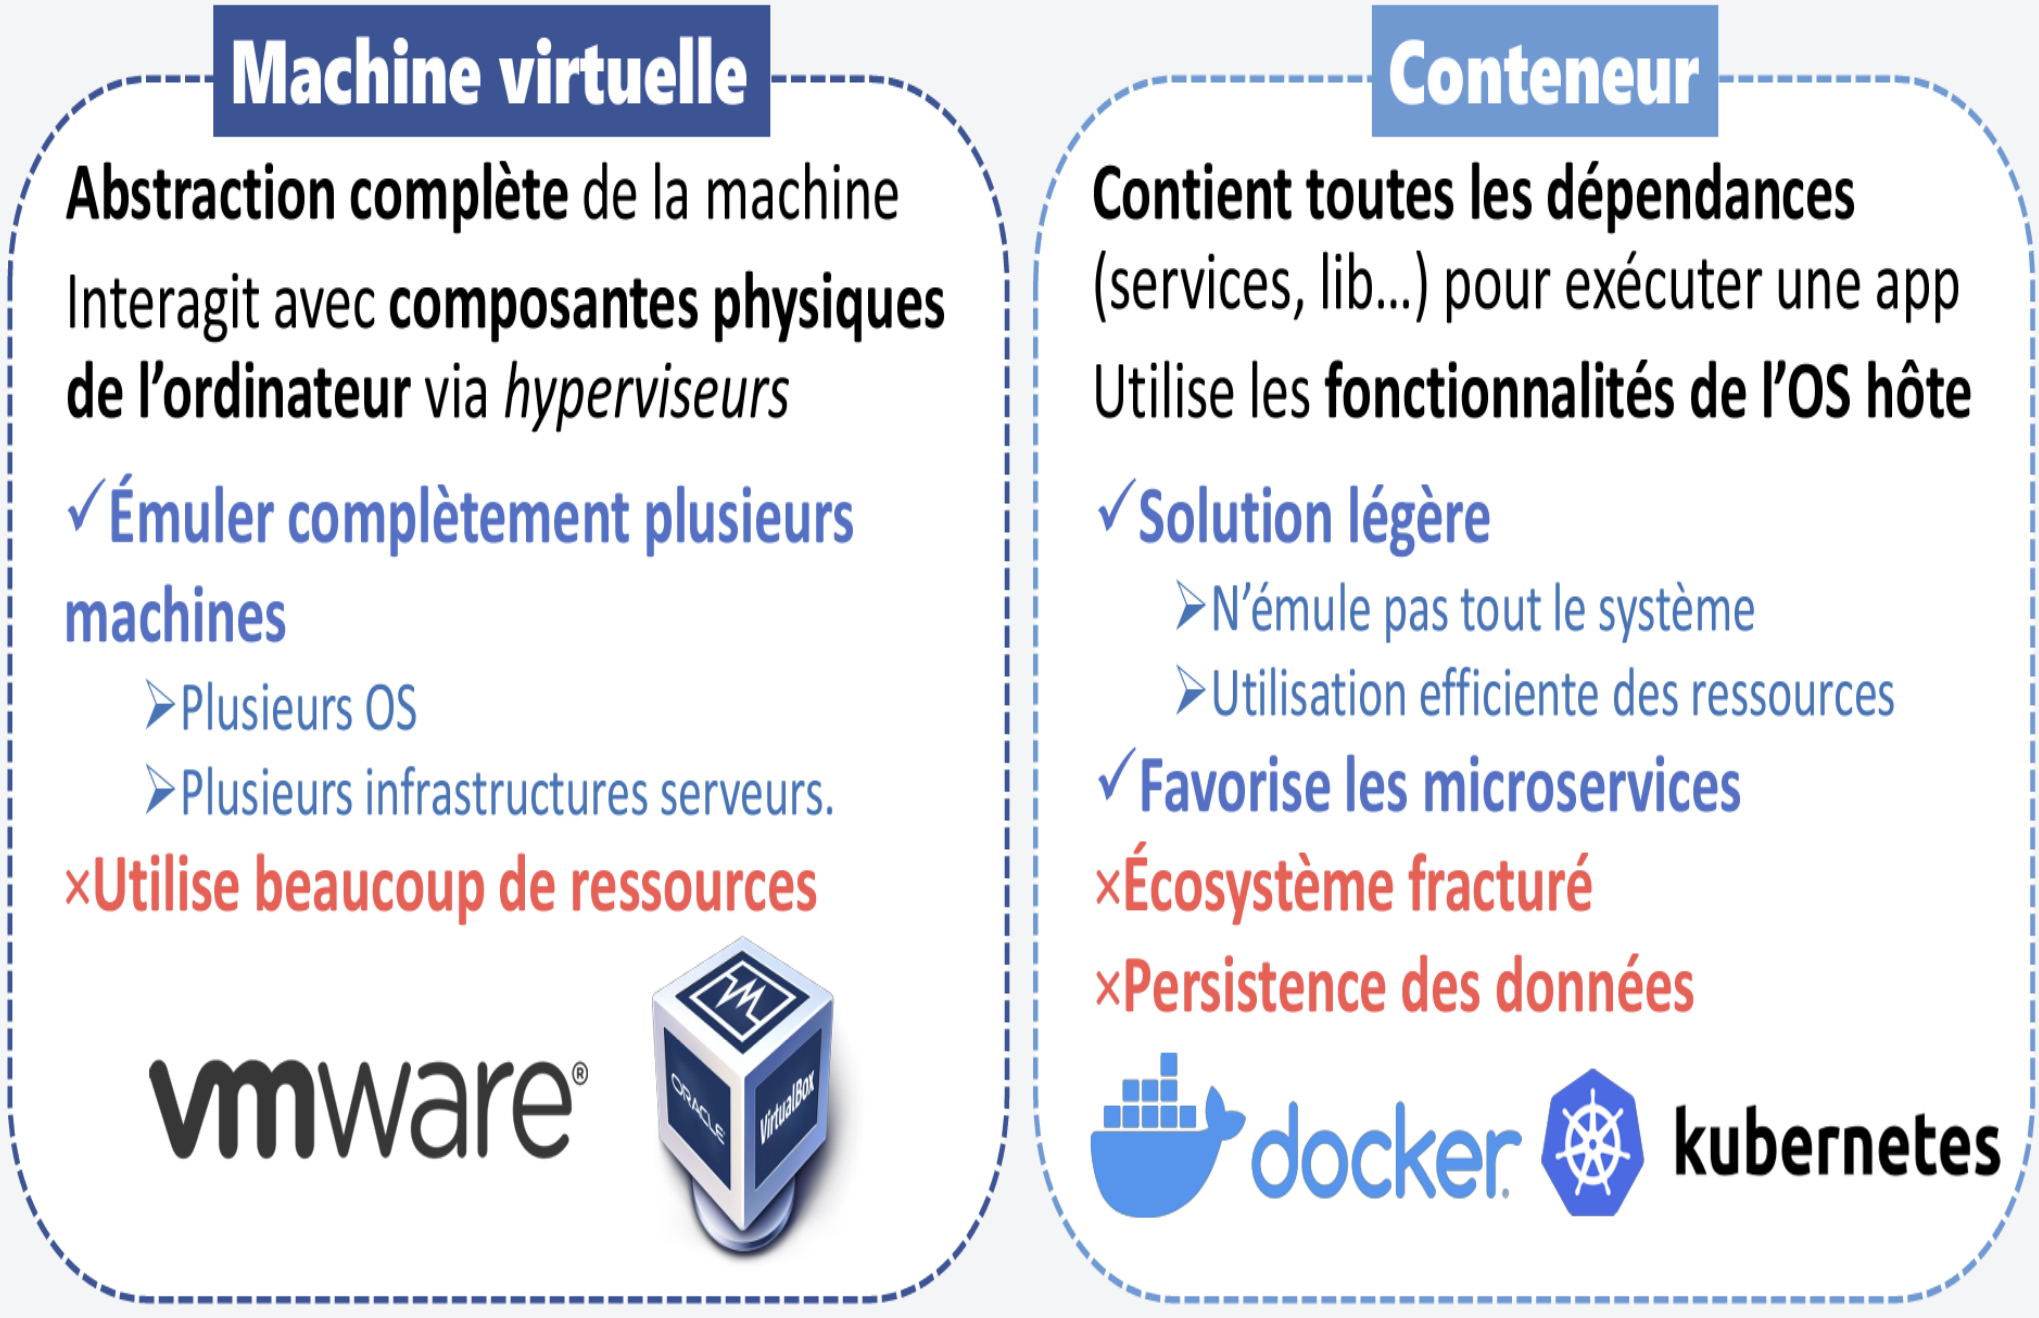 Machine virtuelle
Abstraction complète de la machine
Interagit avec composantes physiques
de l’ordinateur via hyperviseurs
✓Émuler complètement plusieurs
machines
➢Plusieurs OS
➢Plusieurs infrastructures serveurs.
×Utilise beaucoup de ressources
vmware®
ORACLE
VirtualBox
Conteneur
Contient toutes les dépendances
(services, lib...) pour exécuter une app
Utilise les fonctionnalités de l’OS hôte
✓Solution légère
➢N’émule pas tout le système
➢Utilisation efficiente des ressources
✓Favorise les microservices
×Écosystème fracturé
×Persistence des données
docker
kubernetes